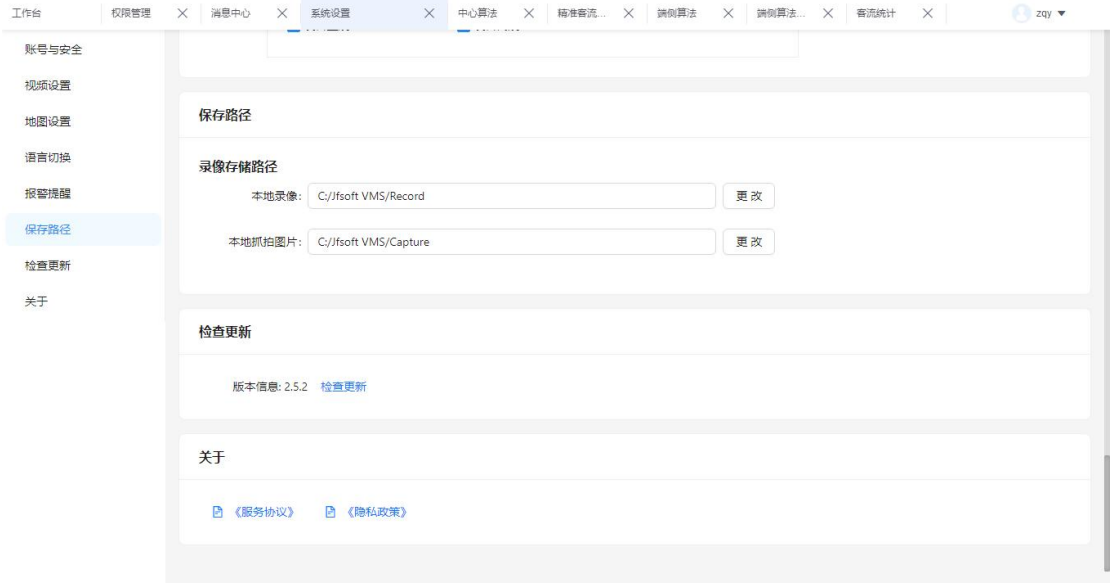 工作台 权限管理 消息中心 系统设置 中心算法 精准客流... 端侧算法 端侧算法... 客流统计 zqy
账号与安全
视频设置
地图设置
语言切换
报警提醒
保存路径
检查更新
关于
保存路径
录像存储路径
本地录像: C:/Jfsoft VMS/Record 更改
本地抓拍图片: C:/Jfsoft VMS/Capture 更改
检查更新
版本信息: 2.5.2 检查更新
关于
《服务协议》 《隐私政策》